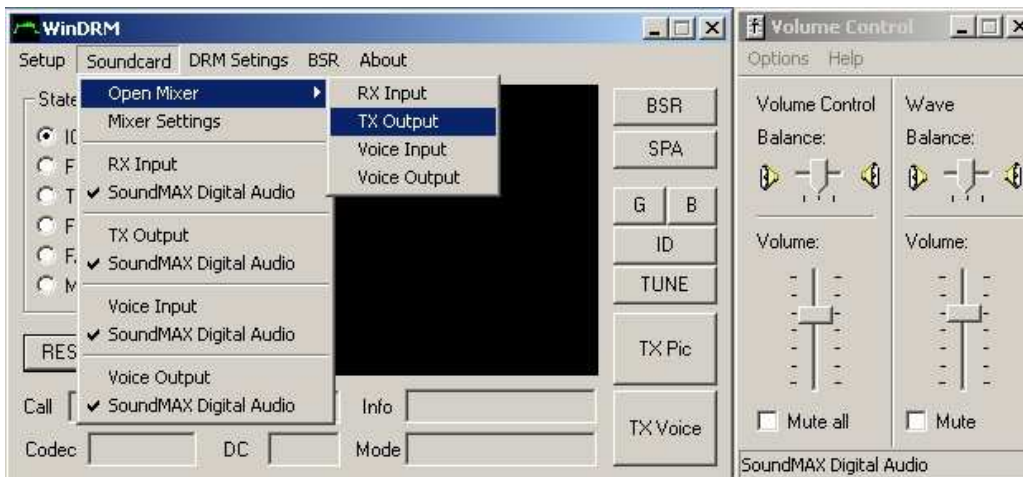 WinDRM
Setup Soundcard DRM Setings BSR About
State
Open Mixer
Mixer Settings
RX Input
✓ SoundMAX Digital Audio
TX Output
✓ SoundMAX Digital Audio
Voice Input
✓ SoundMAX Digital Audio
Voice Output
✓ SoundMAX Digital Audio
RX Input
TX Output
Voice Input
Voice Output
F
T
F
F
M
RES
Call
Info
Codec
DC
Mode
BSR
SPA
G B
ID
TUNE
TX Pic
TX Voice
Volume Control
Options Help
Volume Control
Balance:
Volume:
Mute all
Wave
Balance:
Volume:
Mute
SoundMAX Digital Audio